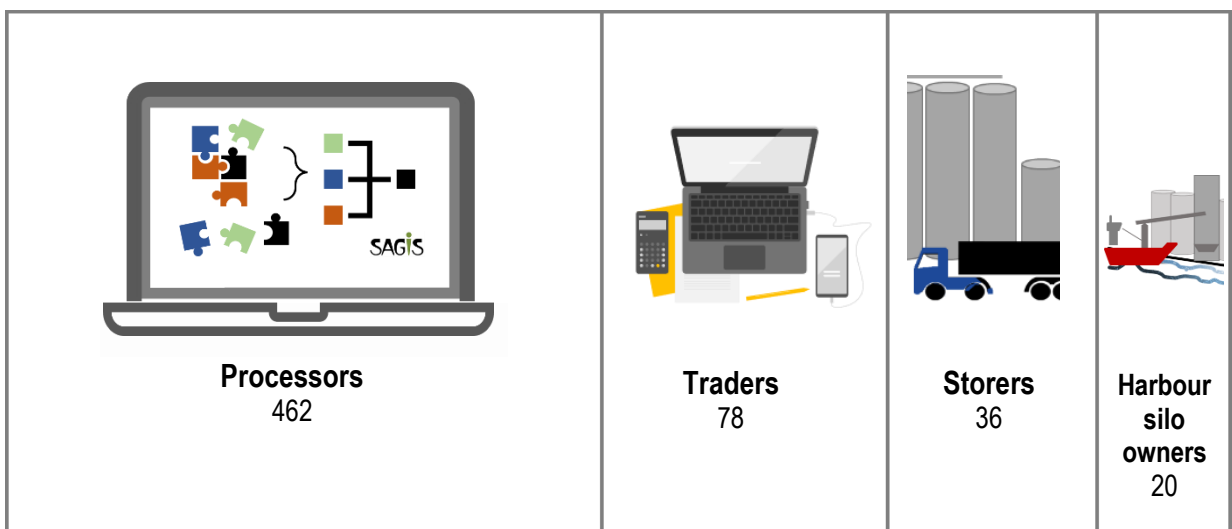 SAGIS
Processors
462
Traders
78
Storers
36
Harbour
silo
owners
20